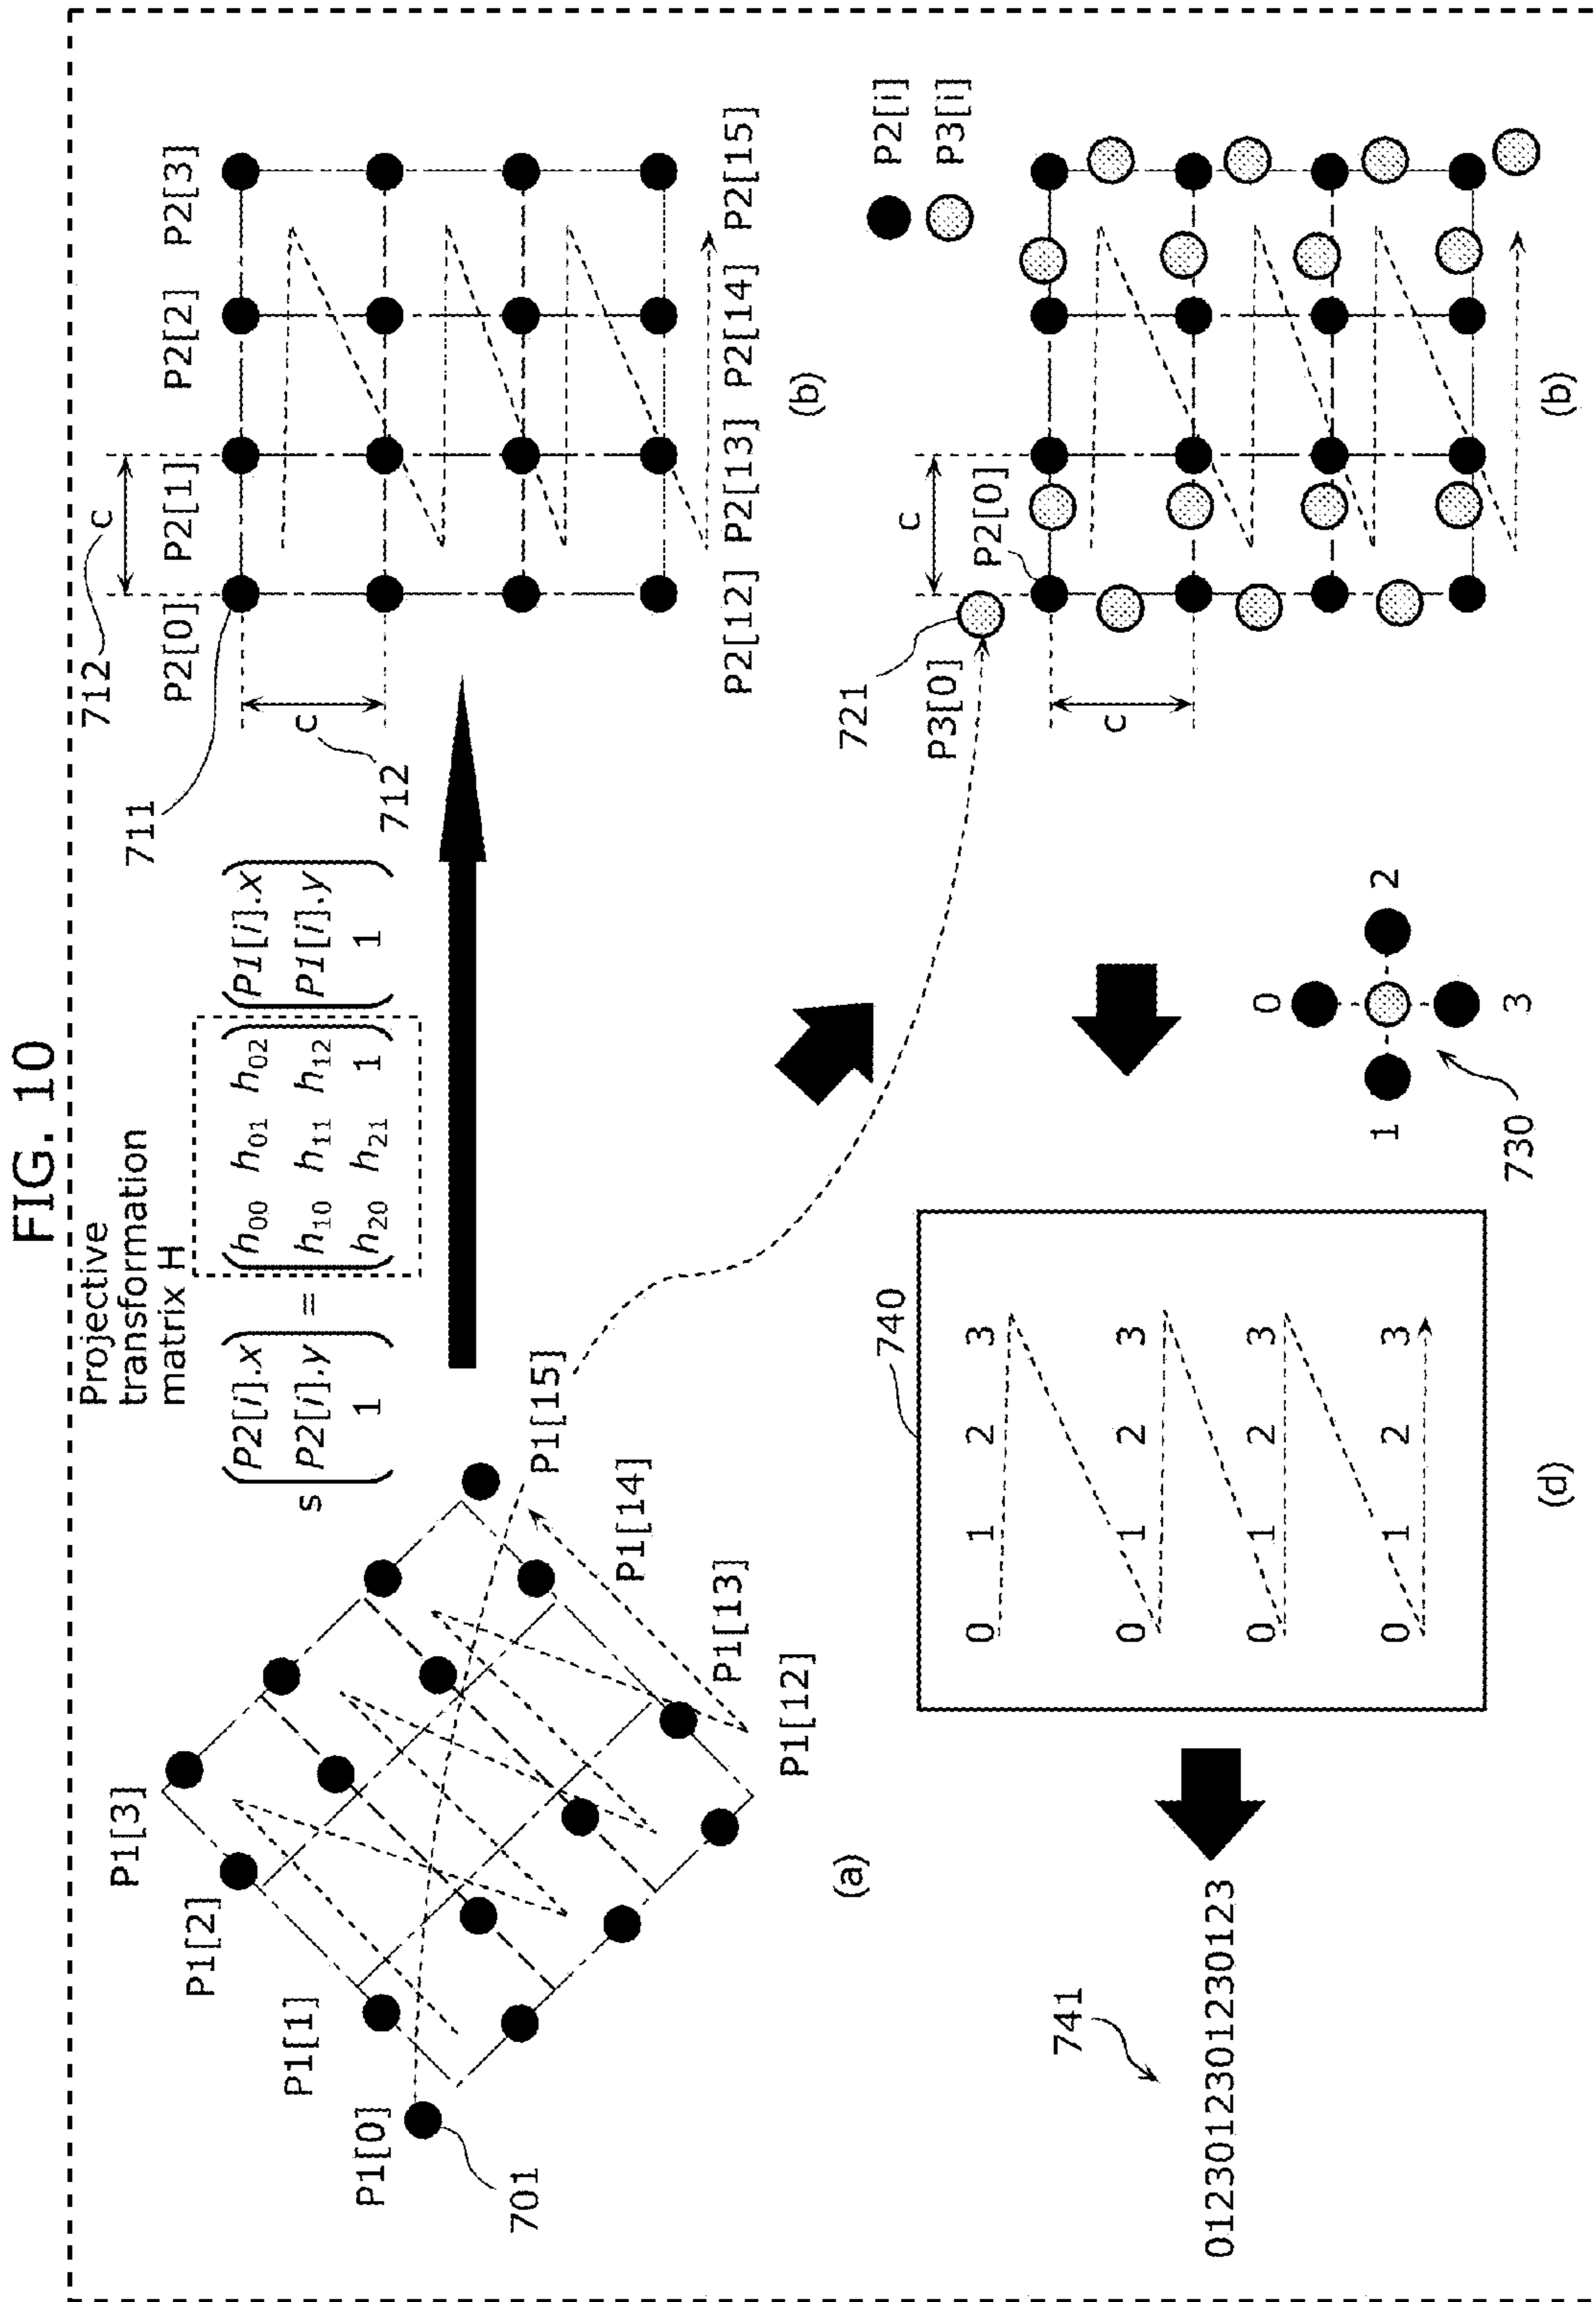 FIG. 10
Projective
transformation
matrix H
s (P2[i].x P2[i].y 1) = (h00 h01 h02 h10 h11 h12 h20 h21 1) (P1[i].x P1[i].y 1)
P1[0]
P1[1]
P1[2]
P1[3]
P1[12]
P1[13]
P1[14]
P1[15]
701
(a)
711
712
c
712
c
P2[0] P2[1] P2[2] P2[3]
P2[12] P2[13] P2[14] P2[15]
(b)
P2[i]
P3[i]
721
P3[0]
P2[0]
c
c
(b)
0
1
2
3
730
740
0 1 2 3
0 1 2 3
0 1 2 3
0 1 2 3
(d)
741
0123012301230123